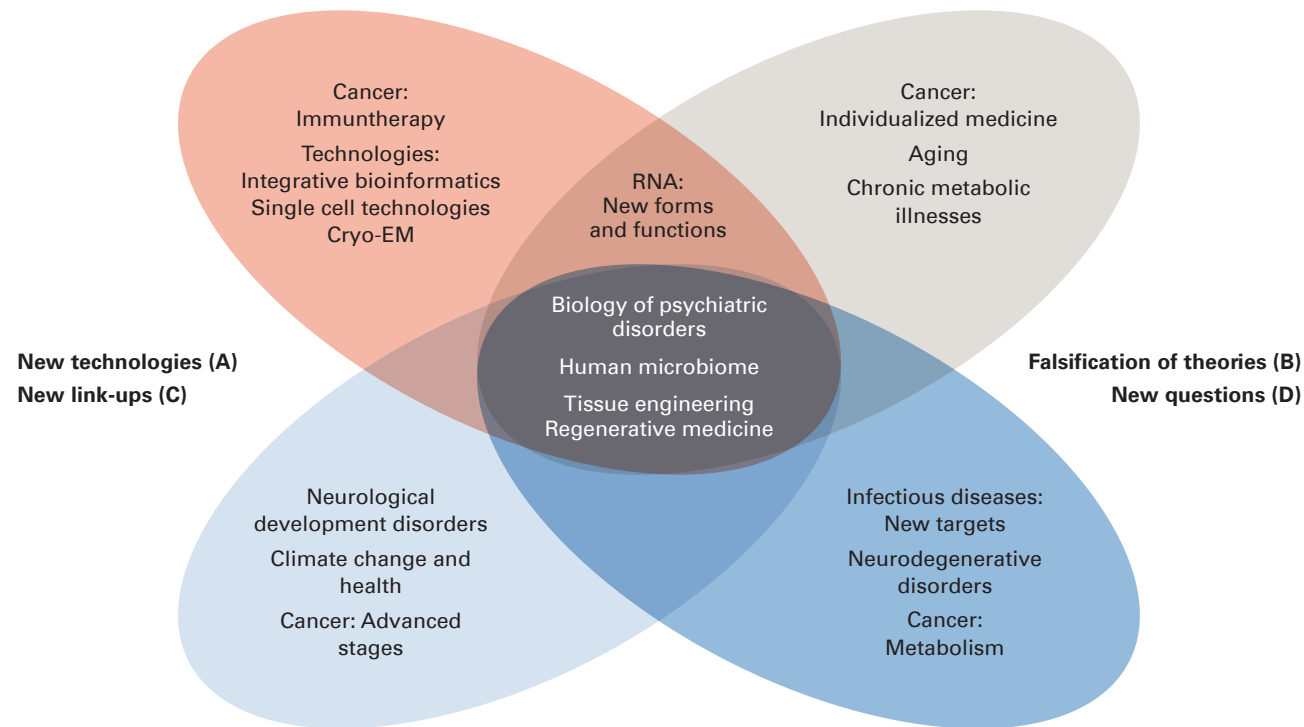 Cancer:
Immuntherapy
Technologies:
Integrative bioinformatics
Single cell technologies
Cryo-EM
RNA:
New forms
and functions
Cancer:
Individualized medicine
Aging
Chronic metabolic
illnesses
Biology of psychiatric
disorders
Human microbiome
Tissue engineering
Regenerative medicine
New technologies (A)
New link-ups (C)
Falsification of theories (B)
New questions (D)
Neurological
development disorders
Climate change and
health
Cancer: Advanced
stages
Infectious diseases:
New targets
Neurodegenerative
disorders
Cancer:
Metabolism